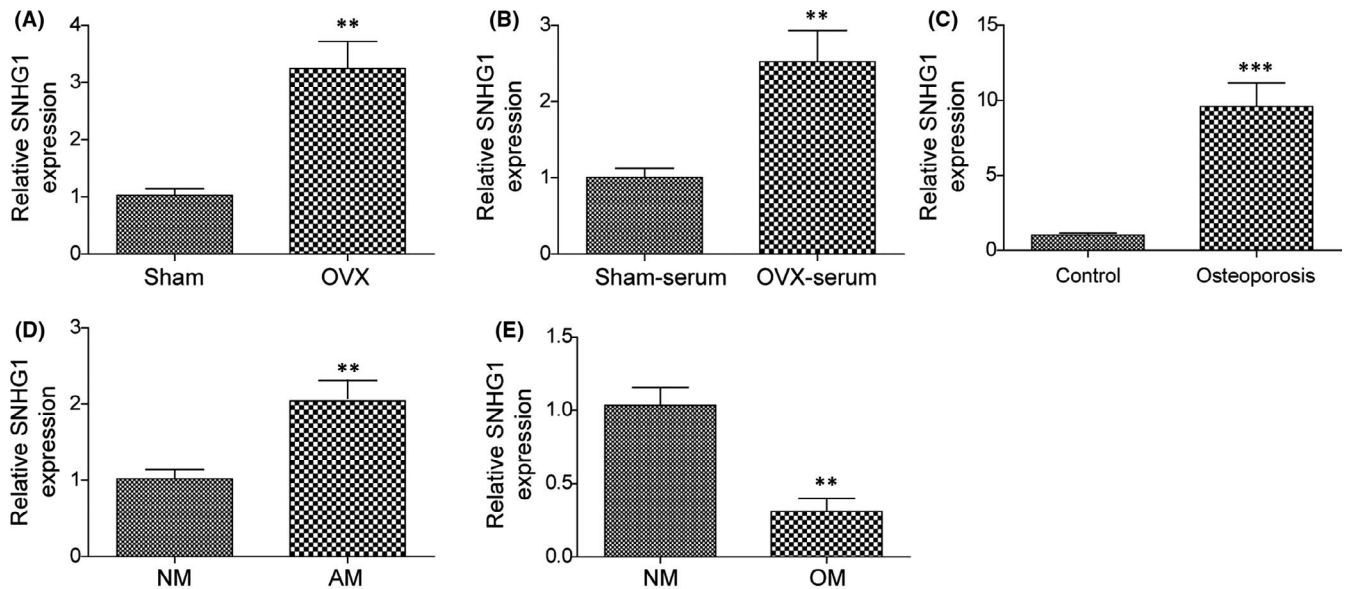 (A)
Relative SNHG1
expression
4
3
2
1
0
**
Sham
OVX
(B)
Relative SNHG1
expression
3
2
1
0
**
Sham-serum
OVX-serum
(C)
Relative SNHG1
expression
15
10
5
0
***
Control
Osteoporosis
(D)
Relative SNHG1
expression
3
2
1
0
**
NM
AM
(E)
Relative SNHG1
expression
1.5
1.0
0.5
0.0
**
NM
OM